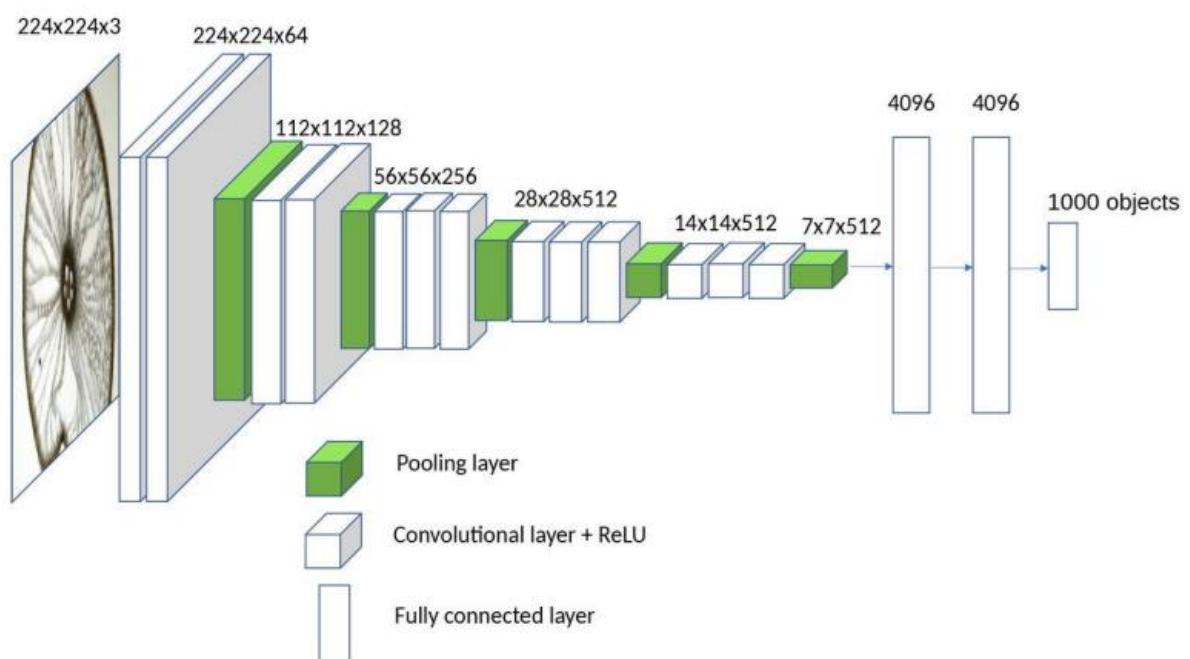 224x224x3
224x224x64
112x112x128
56x56x256
28x28x512
14x14x512
7x7x512
4096
4096
1000 objects
Pooling layer
Convolutional layer + ReLU
Fully connected layer